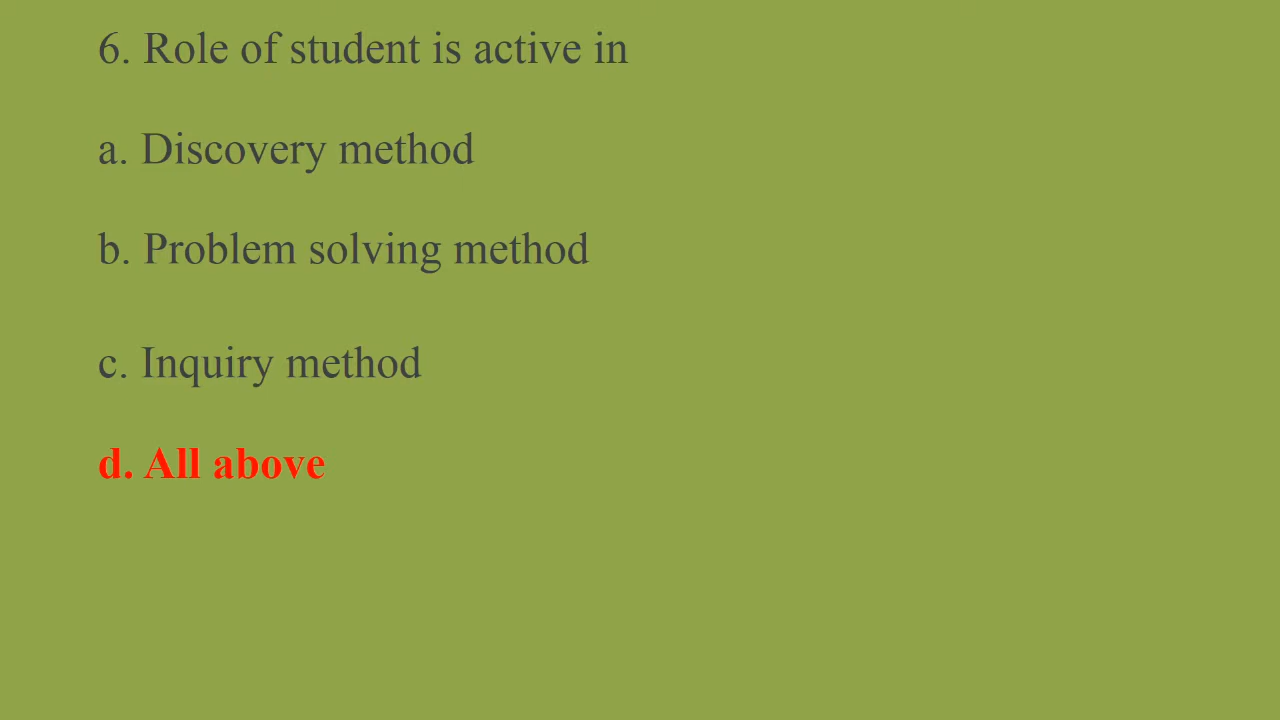 6. Role of student is active in
a. Discovery method
b. Problem solving method
c. Inquiry method
d. All above